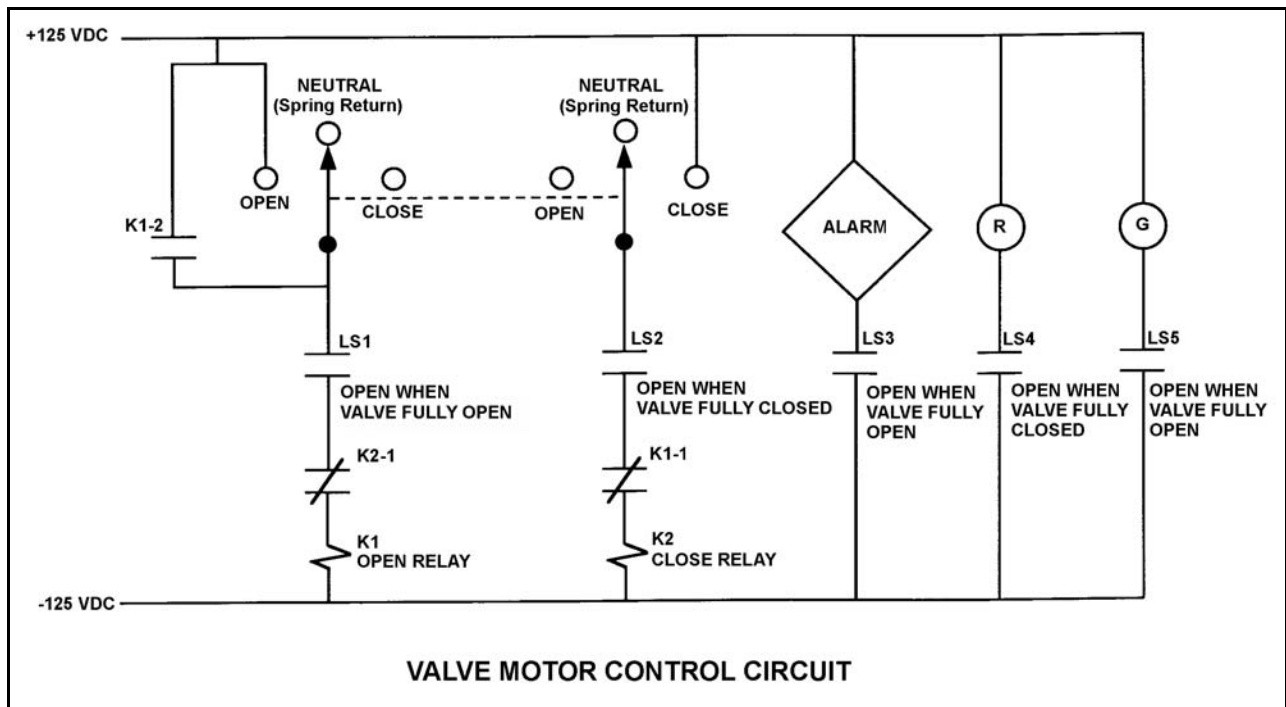 +125 VDC
NEUTRAL
(Spring Return)
NEUTRAL
(Spring Return)
OPEN
CLOSE
OPEN
CLOSE
K1-2
ALARM
R
G
LS1
OPEN WHEN
VALVE FULLY OPEN
LS2
OPEN WHEN
VALVE FULLY CLOSED
LS3
OPEN WHEN
VALVE FULLY
OPEN
LS4
OPEN WHEN
VALVE FULLY
CLOSED
LS5
OPEN WHEN
VALVE FULLY
OPEN
K2-1
K1-1
K1
OPEN RELAY
K2
CLOSE RELAY
-125 VDC
VALVE MOTOR CONTROL CIRCUIT